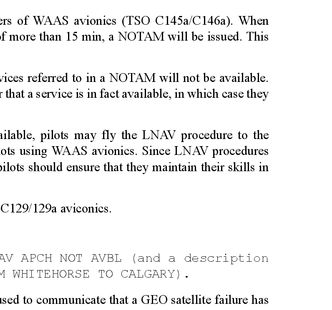 ers of WAAS avionics (TSO C145a/C146a). When
of more than 15 min, a NOTAM will be issued. This
vices referred to in a NOTAM will not be available.
r that a service is in fact available, in which case they
ailable, pilots may fly the LNAV procedure to the
lots using WAAS avionics. Since LNAV procedures
pilots should ensure that they maintain their skills in
C129/129a aviconics.
AV APCH NOT AVBL (and a description
M WHITEHORSE TO CALGARY).
used to communicate that a GEO satellite failure has